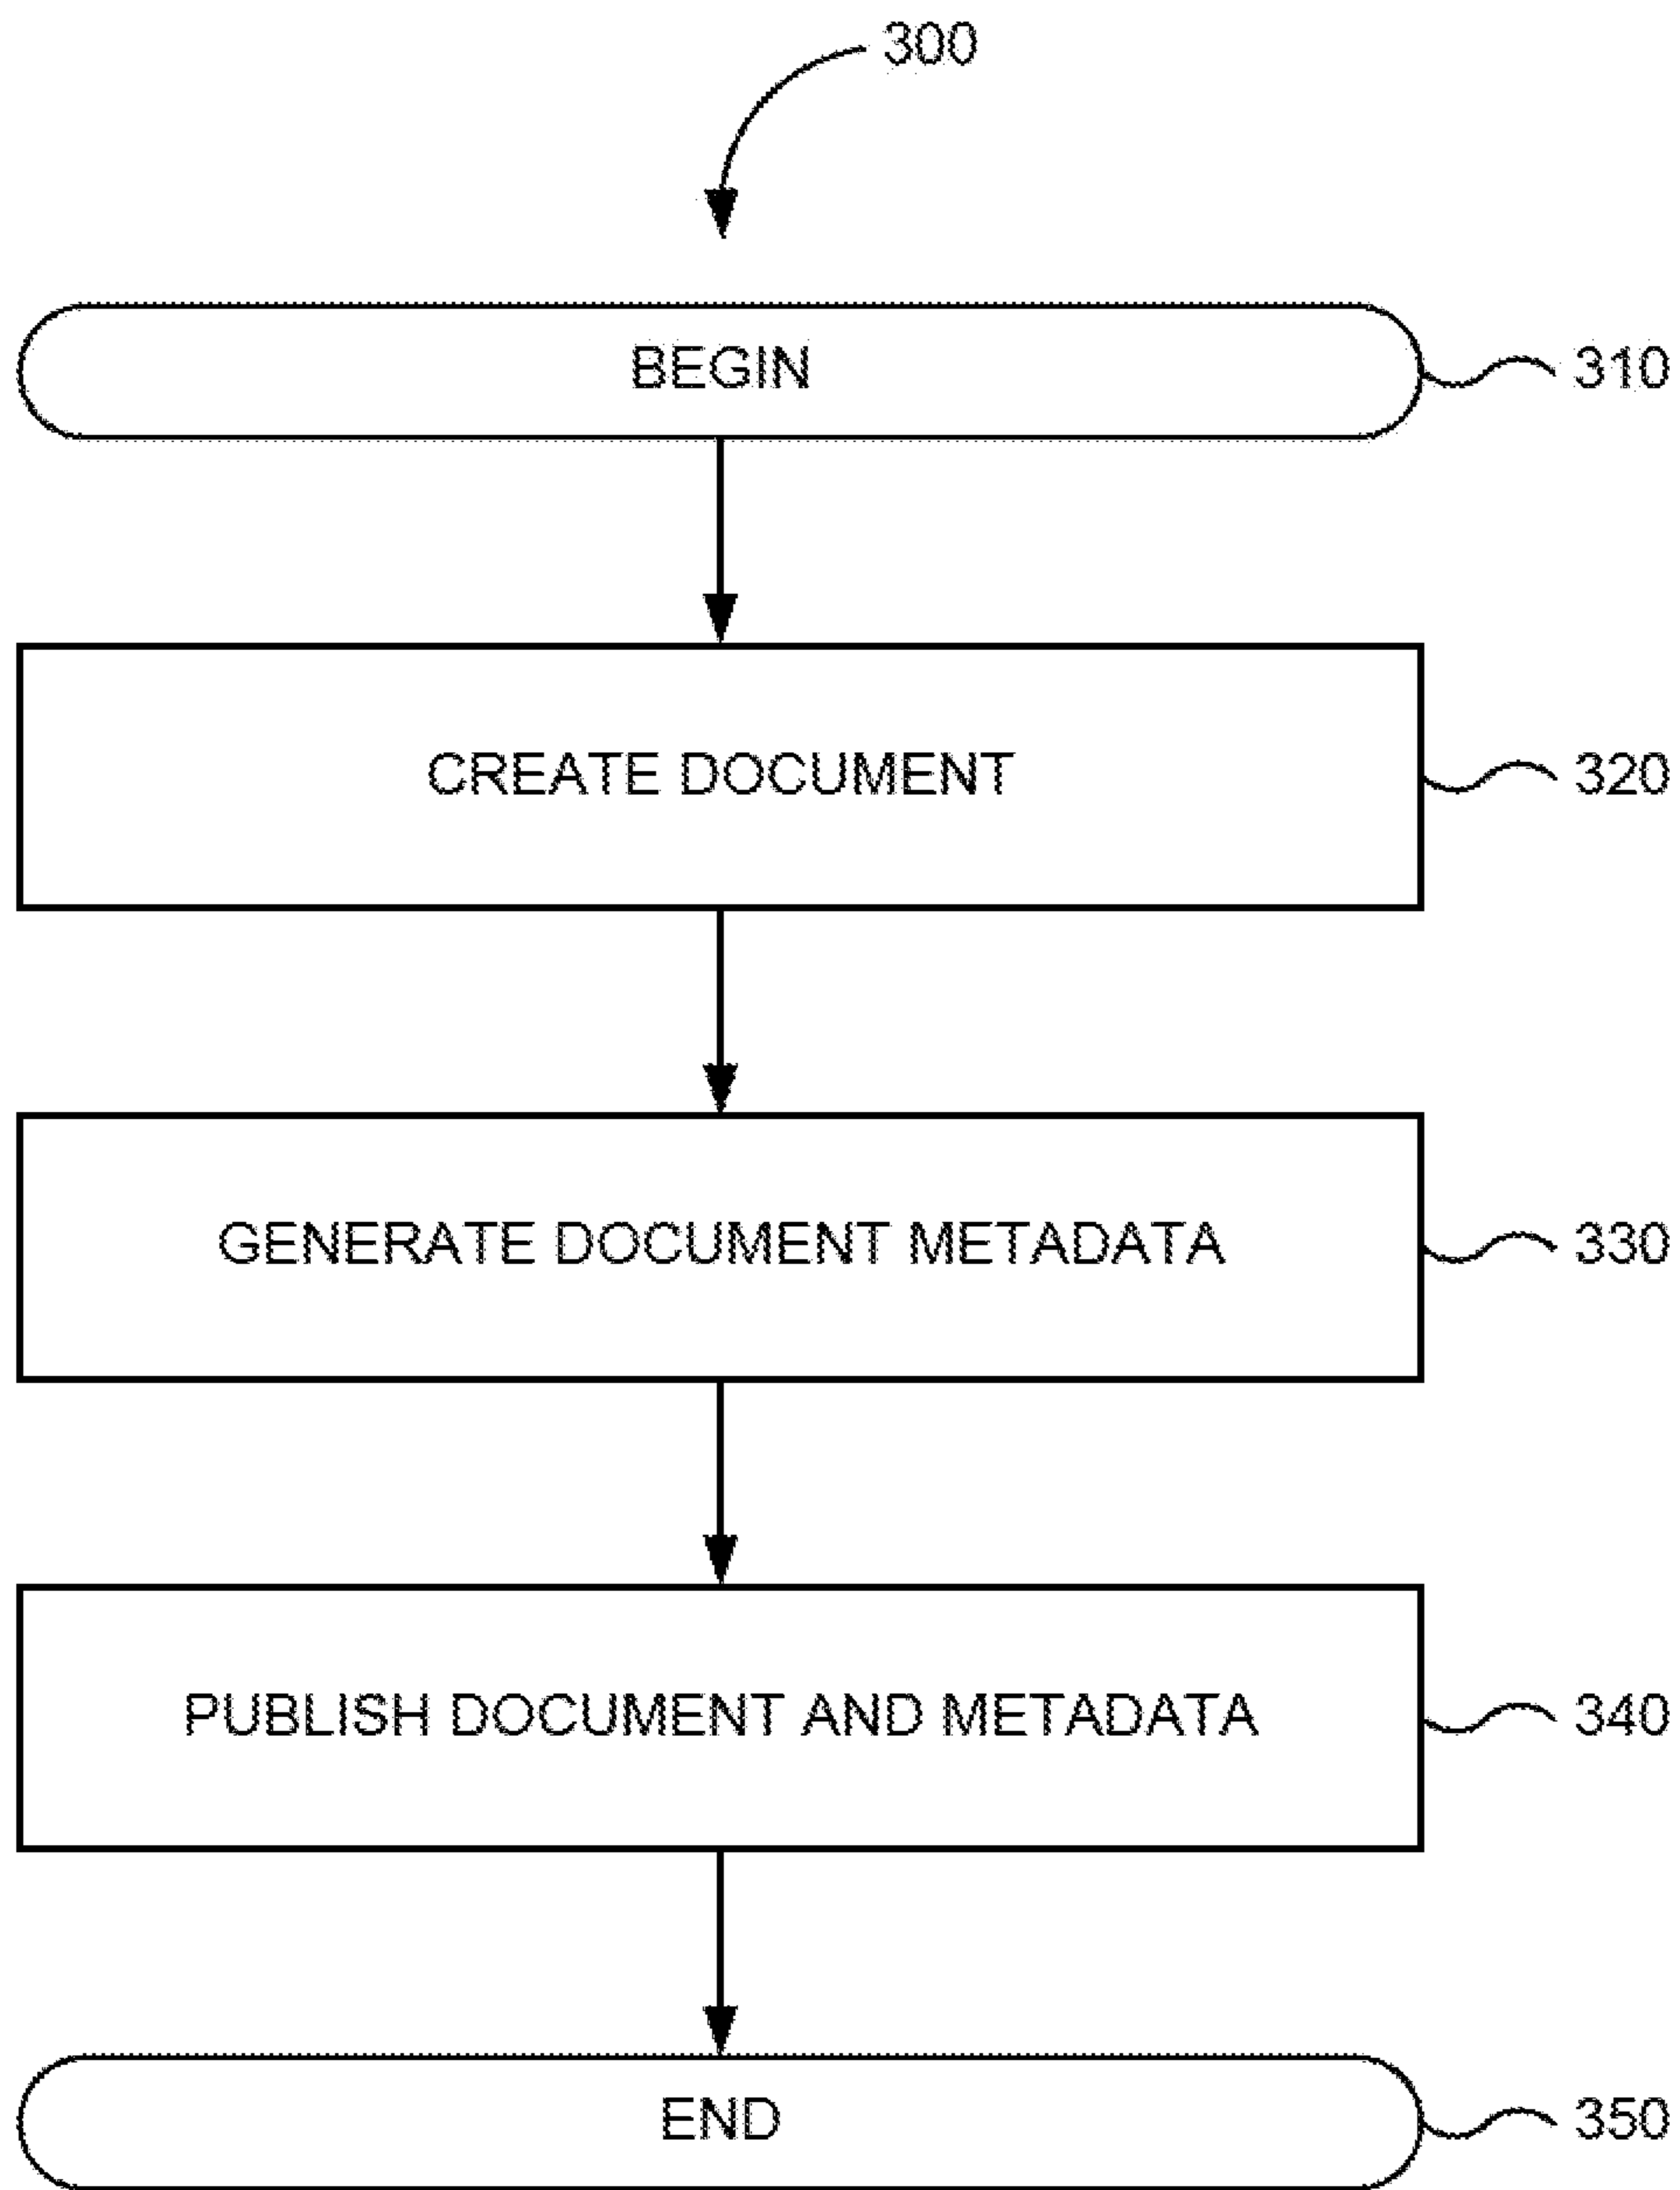 300
BEGIN
310
CREATE DOCUMENT
320
GENERATE DOCUMENT METADATA
330
PUBLISH DOCUMENT AND METADATA
340
END
350